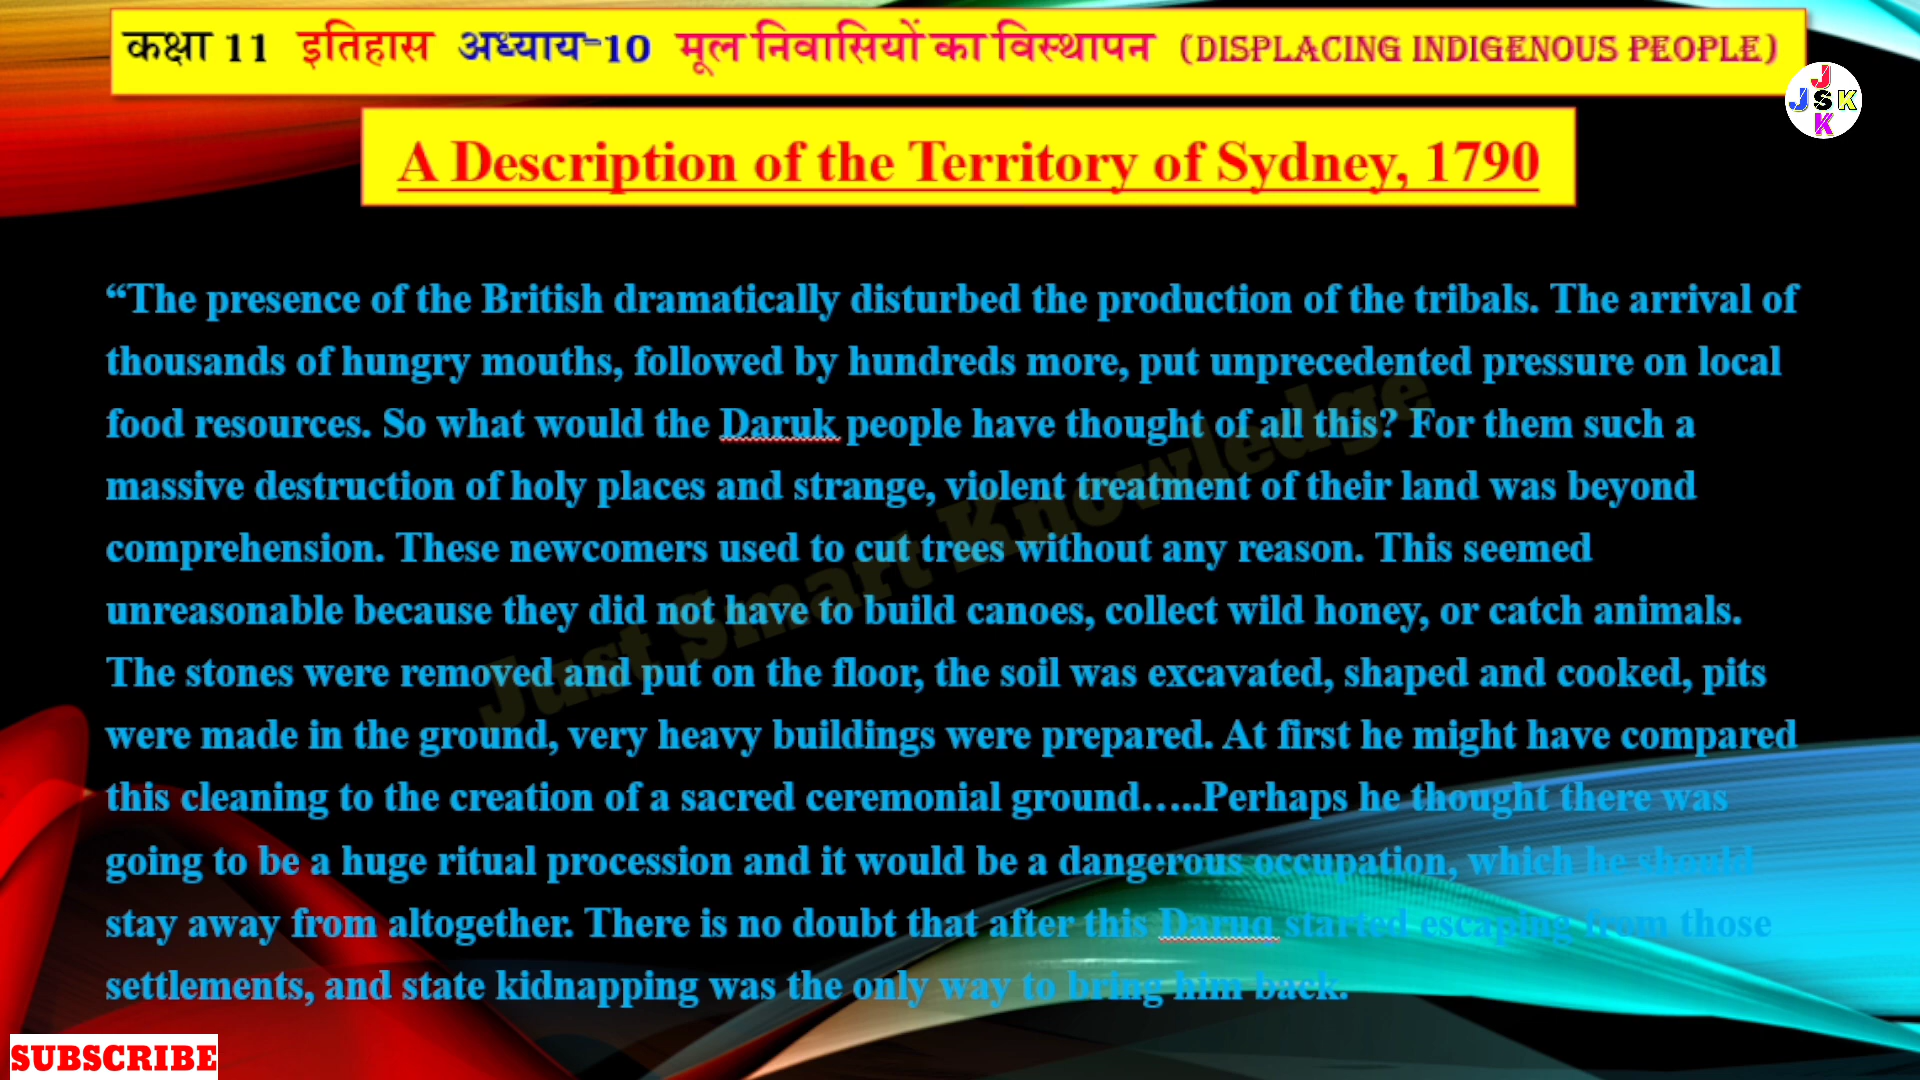 कक्षा 11 इतिहास अध्याय-10 मूल निवासियों का विस्थापन (DISPLACING INDIGENOUS PEOPLE)
J
J S K
K
A Description of the Territory of Sydney, 1790
“The presence of the British dramatically disturbed the production of the tribals. The arrival of
thousands of hungry mouths, followed by hundreds more, put unprecedented pressure on local
food resources. So what would the Daruk people have thought of all this? For them such a
massive destruction of holy places and strange, violent treatment of their land was beyond
comprehension. These newcomers used to cut trees without any reason. This seemed
unreasonable because they did not have to build canoes, collect wild honey, or catch animals.
The stones were removed and put on the floor, the soil was excavated, shaped and cooked, pits
were made in the ground, very heavy buildings were prepared. At first he might have compared
this cleaning to the creation of a sacred ceremonial ground…..Perhaps he thought there was
going to be a huge ritual procession and it would be a dangerous occupation, which he should
stay away from altogether. There is no doubt that after this Daruq started escaping from those
settlements, and state kidnapping was the only way to bring him back.
Just Smart Knowledge
SUBSCRIBE